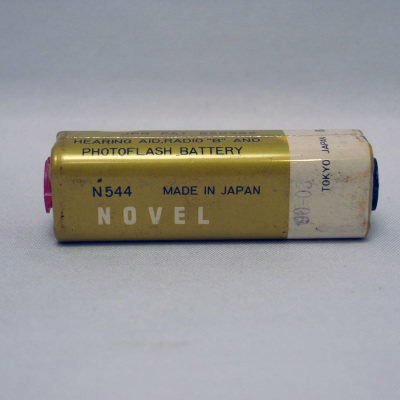 HEARING AID, RADIO "B" AND
PHOTOFLASH BATTERY
N544 MADE IN JAPAN
NOVEL
TOKYO JAPAN